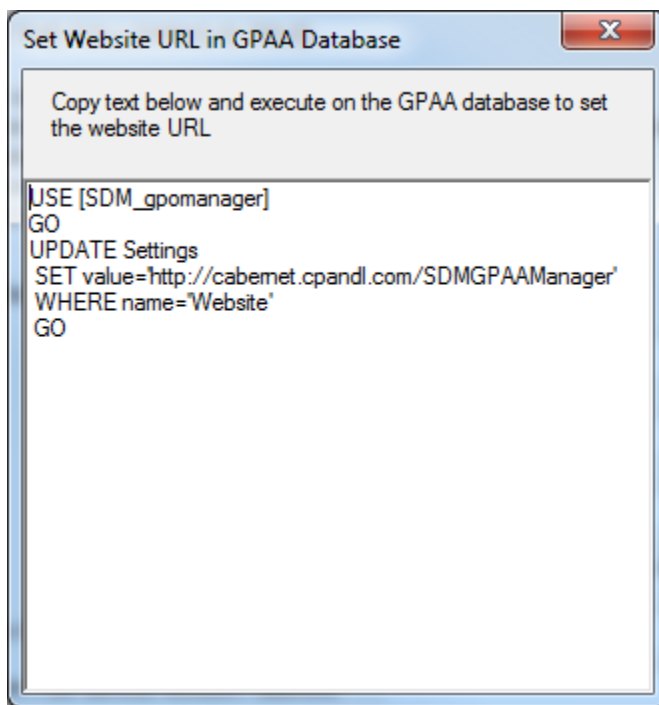 Set Website URL in GPAA Database
Copy text below and execute on the GPAA database to set
the website URL
USE [SDM_gpomanager]
GO
UPDATE Settings
SET value='http://cabernet.cpandl.com/SDMGPAAManager'
WHERE name='Website'
GO